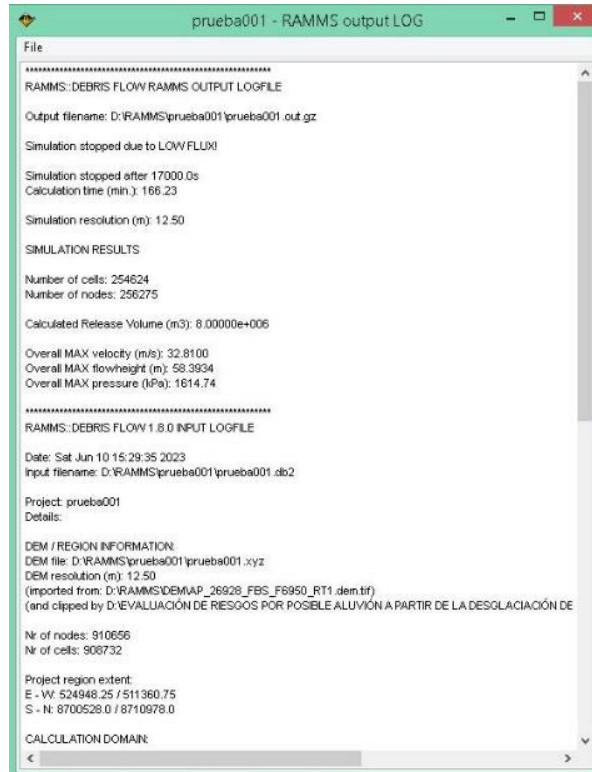 prueba001 - RAMMS output LOG
File
************************************************************
RAMMS::DEBRIS FLOW RAMMS OUTPUT LOGFILE
Output filename: D:\RAMMS\prueba001\prueba001.out.gz
Simulation stopped due to LOW FLUX!
Simulation stopped after 17000.0s
Calculation time (min.): 166.23
Simulation resolution (m): 12.50
SIMULATION RESULTS
Number of cells: 254624
Number of nodes: 256275
Calculated Release Volume (m3): 8.00000e+006
Overall MAX velocity (m/s): 32.8100
Overall MAX flowheight (m): 58.3934
Overall MAX pressure (kPa): 1614.74
************************************************************
RAMMS::DEBRIS FLOW 1.8.0 INPUT LOGFILE
Date: Sat Jun 10 15:29:35 2023
Input filename: D:\RAMMS\prueba001\prueba001.db2
Project: prueba001
Details:
DEM / REGION INFORMATION:
DEM file: D:\RAMMS\prueba001\prueba001.xyz
DEM resolution (m): 12.50
(imported from: D:\RAMMS\DEM\AP_26928_FBS_F6950_RT1.dem.tif)
(and clipped by D:\EVALUACIÓN DE RIESGOS POR POSIBLE ALUVIÓN A PARTIR DE LA DESGLACIACIÓN DE
Nr of nodes: 910656
Nr of cells: 908732
Project region extent:
E - W: 524948.25 / 511360.75
S - N: 8700528.0 / 8710978.0
CALCULATION DOMAIN: